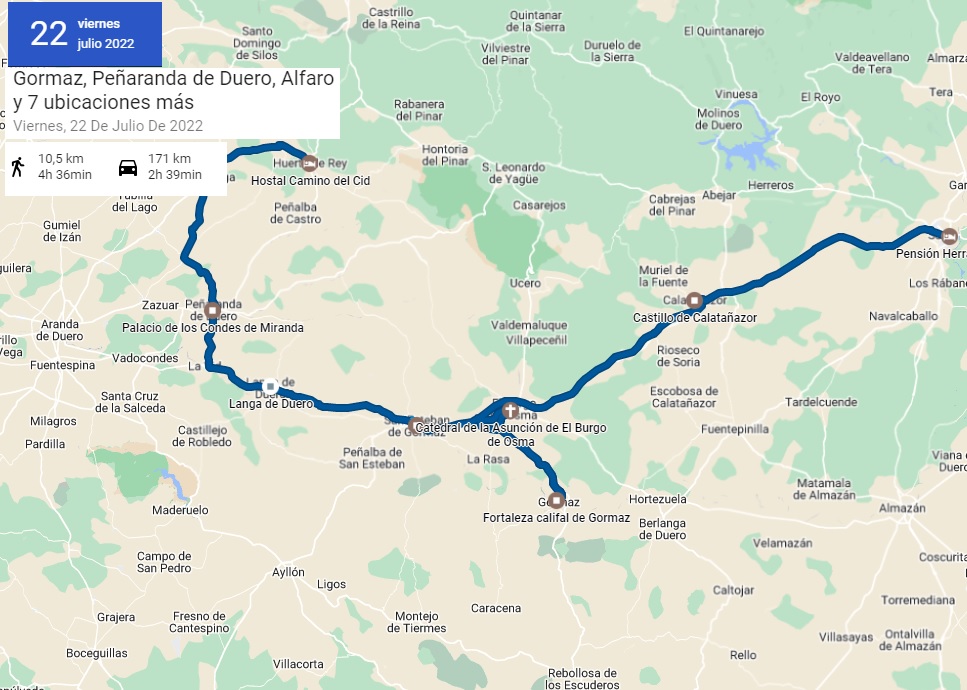 22
viernes
julio 2022
Gormaz, Peñaranda de Duero, Alfaro
y 7 ubicaciones más
Viernes, 22 De Julio De 2022
10,5 km
4h 36min
171 km
2h 39min
Castrillo
de la Reina
Quintanar
de la Sierra
El Quintanarejo
Santo
Domingo
de Silos
Vilviestre
del Pinar
Duruelo de
la Sierra
Valdeavellano
de Tera
Almarza
Tera
Vinuesa
El Royo
Rabanera
del Pinar
Molinos
de Duero
Hontoria
del Pinar
S. Leonardo
de Yagüe
Hostal Camino del Cid
Herreros
Abejar
Cabrejas
del Pinar
Casarejos
del Lago
Peñalba
de Castro
Gumiel
de Izán
Pensión Herr
Muriel de
la Fuente
Ucero
Los Rában
Castillo de Calatañazor
Navalcaballo
Zazuar
Palacio de los Condes de Miranda
Aranda
de Duero
Valdemaluque
Villapeceñil
Rioseco
de Soria
Vadocondes
Fuentespina
Langa de Duero
Santa Cruz
de la Salceda
Escobosa de
Calatañazor
Tardelcuende
Milagros
Pardilla
Castillejo
de Robledo
Catedral de la Asunción de El Burgo
de Osma
Fuentepinilla
Peñalba de
San Esteban
La Rasa
Viana d
Duero
Matamala
de Almazán
Almazán
Fortaleza califal de Gormaz
Hortezuela
Berlanga
de Duero
Maderuelo
Velamazán
Coscurita
Campo de
San Pedro
Ayllón
Ligos
Caltojar
Torremediana
Caracena
Grajera
Fresno de
Cantespino
Montejo
de Tiermes
Villasayas
Ontalvilla
de Almazán
Boceguillas
Villacorta
Rello
Rebollosa de
los Escuderos